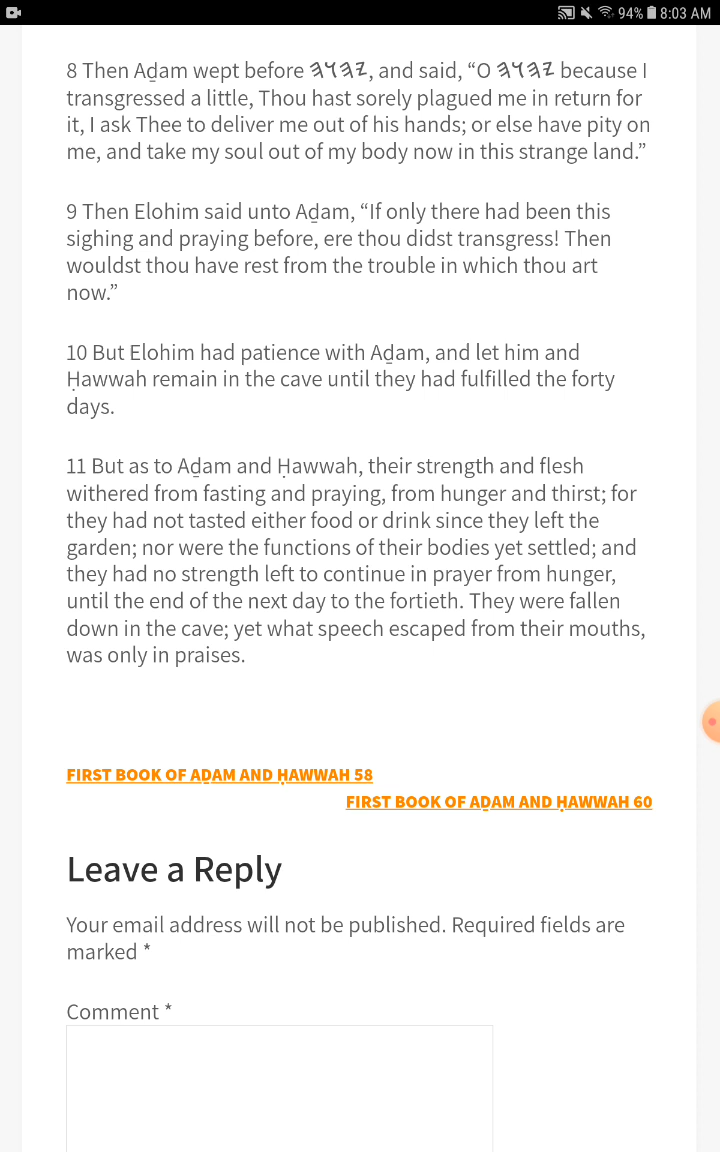 94% 8:03 AM
8 Then Aḏam wept before 𐤉𐤄𐤅𐤄, and said, “O 𐤉𐤄𐤅𐤄 because I
transgressed a little, Thou hast sorely plagued me in return for
it, I ask Thee to deliver me out of his hands; or else have pity on
me, and take my soul out of my body now in this strange land.”
9 Then Elohim said unto Aḏam, “If only there had been this
sighing and praying before, ere thou didst transgress! Then
wouldst thou have rest from the trouble in which thou art
now.”
10 But Elohim had patience with Aḏam, and let him and
Ḥawwah remain in the cave until they had fulfilled the forty
days.
11 But as to Aḏam and Ḥawwah, their strength and flesh
withered from fasting and praying, from hunger and thirst; for
they had not tasted either food or drink since they left the
garden; nor were the functions of their bodies yet settled; and
they had no strength left to continue in prayer from hunger,
until the end of the next day to the fortieth. They were fallen
down in the cave; yet what speech escaped from their mouths,
was only in praises.
FIRST BOOK OF AḎAM AND ḤAWWAH 58
FIRST BOOK OF AḎAM AND ḤAWWAH 60
Leave a Reply
Your email address will not be published. Required fields are
marked *
Comment *